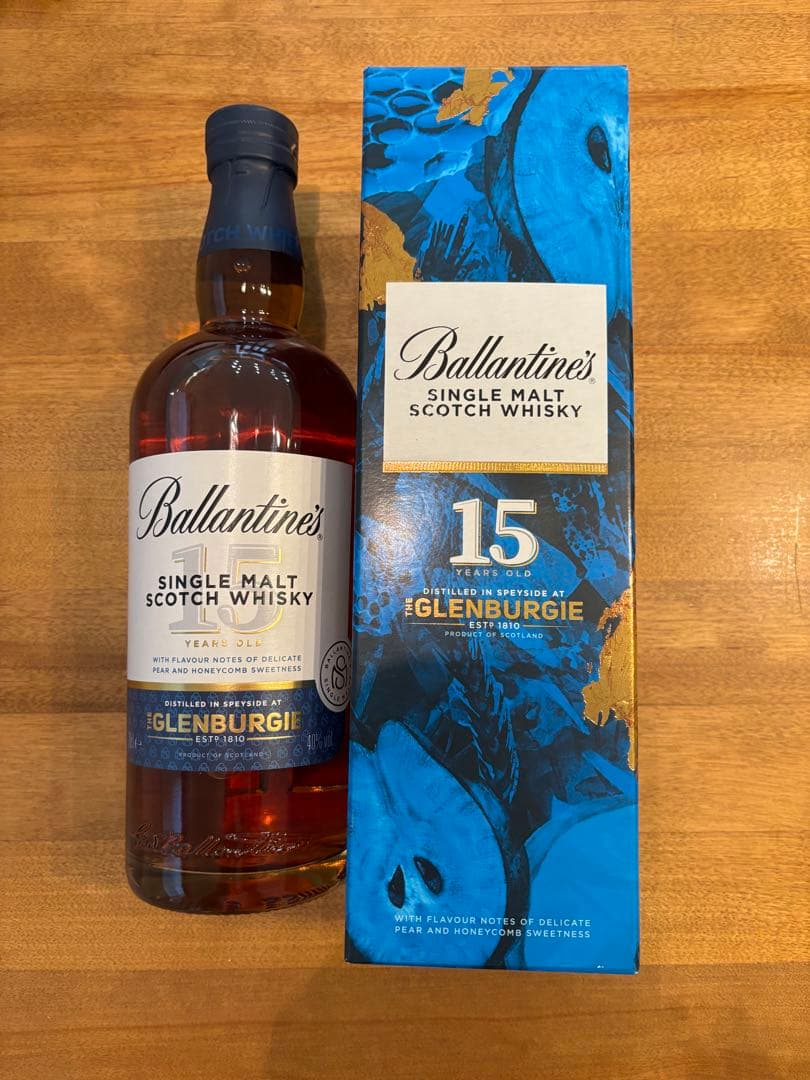 TCH WHI
Ballantine's
15
SINGLE MALT
SCOTCH WHISKY
YEARS OLD
WITH FLAVOUR NOTES OF DELICATE
PEAR AND HONEYCOMB SWEETNESS
DISTILLED IN SPEYSIDE AT
THE GLENBURGIE
ESTD 1810
40% vol
PRODUCT OF SCOTLAND
Ballantine's®
SINGLE MALT
SCOTCH WHISKY
15
YEARS OLD
DISTILLED IN SPEYSIDE AT
THE GLENBURGIE
ESTD 1810
PRODUCT OF SCOTLAND
WITH FLAVOUR NOTES OF DELICATE
PEAR AND HONEYCOMB SWEETNESS